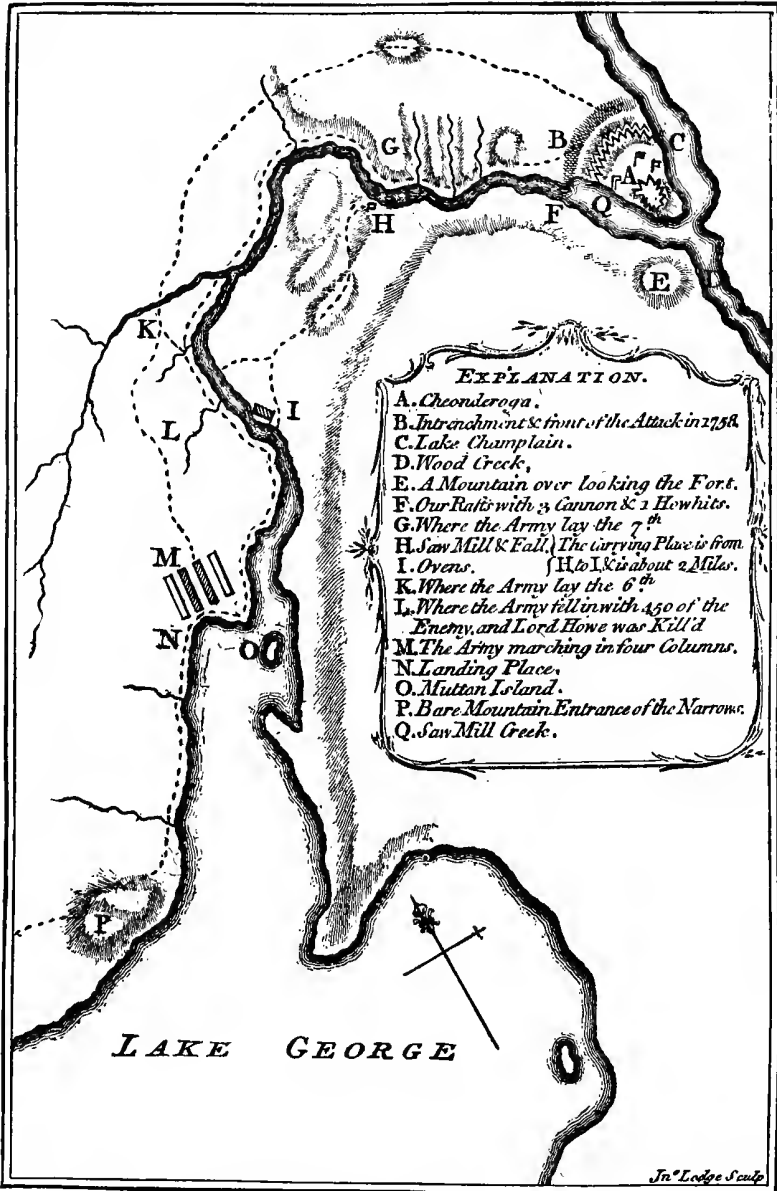 G
B
C
A
H
F
Q
E
D
K
I
L
M
N
O
P
EXPLANATION.
A. Cheonderoga.
B. Intrenchment & front of the Attack in 1758.
C. Lake Champlain.
D. Wood Creek.
E. A Mountain over looking the Fort.
F. Our Rafts with 3 Cannon & 2 Howhits.
G. Where the Army lay the 7th
H. Saw Mill & Fall. } The Carrying Place is from
I. Ovens. { H to I & is about 2 Miles.
K. Where the Army lay the 6th
L. Where the Army fell in with 450 of the
Enemy, and Lord Howe was Kill'd
M. The Army marching in four Columns.
N. Landing Place.
O. Mutton Island.
P. Bare Mountain Entrance of the Narrows.
Q. Saw Mill Creek.
LAKE GEORGE
Jno Lodge Sculp